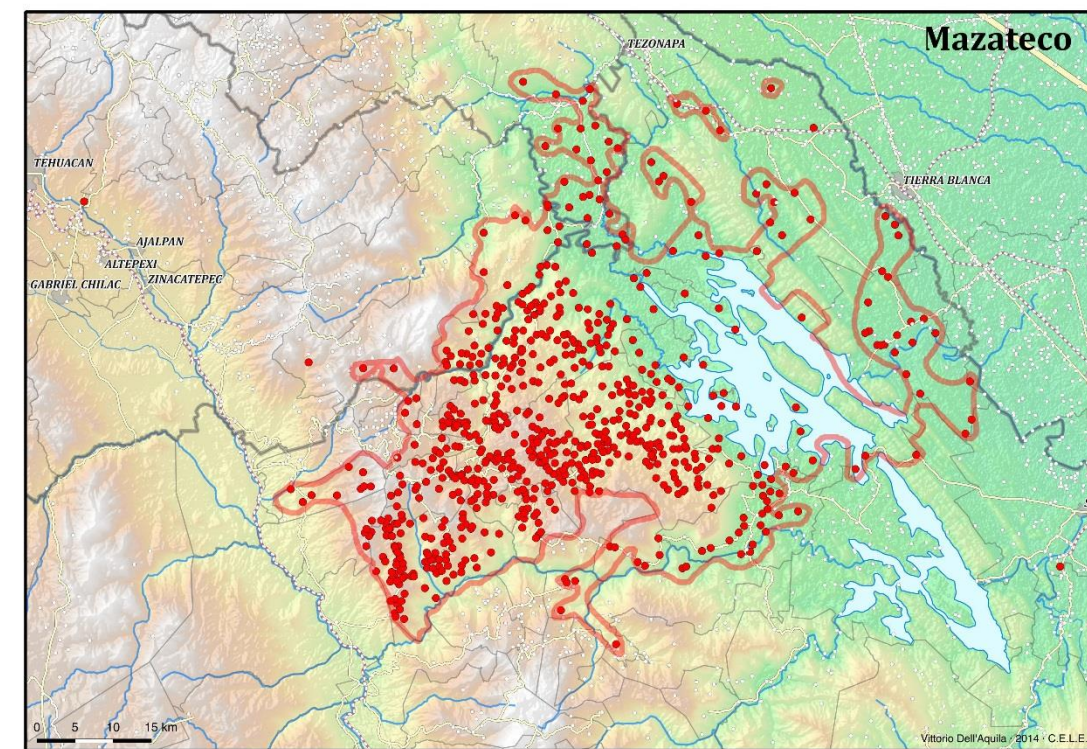 Mazateco
TEZONAPA
TEHUACAN
TIERRA BLANCA
AJALPAN
ALTEPEXI
ZINACATEPEC
GABRIEL CHILAC
0 5 10 15 km
Vittorio Dell'Aquila - 2014 - C.E.L.E